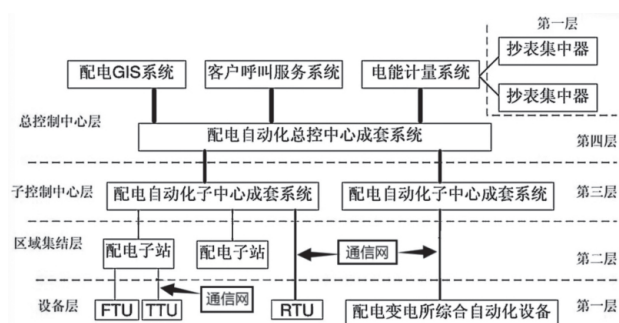 第一层
抄表集中器
配电GIS系统
客户呼叫服务系统
电能计量系统
抄表集中器
总控制中心层
配电自动化总控中心成套系统
第四层
子控制中心层
配电自动化子中心成套系统
配电自动化子中心成套系统
第三层
区域集结层
配电子站
配电子站
通信网
第二层
设备层
FTU
TTU
通信网
RTU
配电变电所综合自动化设备
第一层